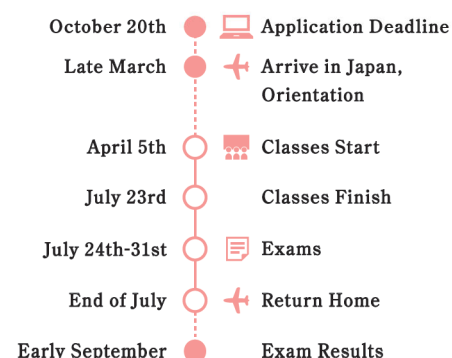 October 20th Application Deadline
Late March Arrive in Japan,
Orientation
April 5th Classes Start
July 23rd Classes Finish
July 24th-31st Exams
End of July Return Home
Early September Exam Results